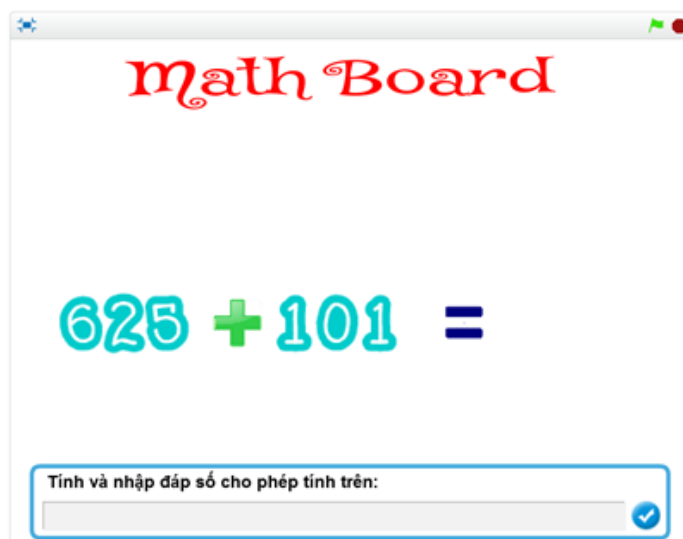 Math Board
625 + 101 =
Tính và nhập đáp số cho phép tính trên: